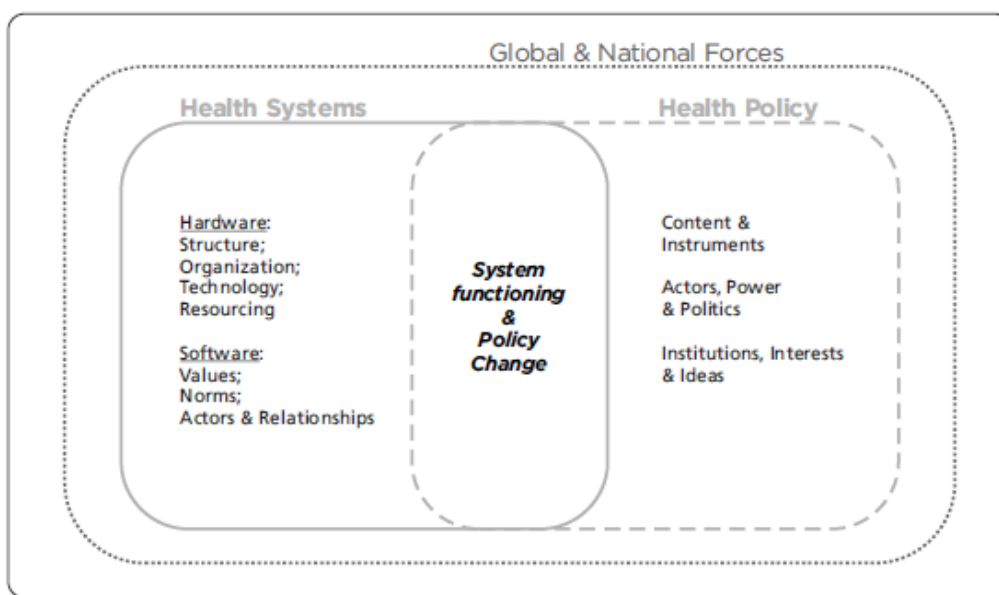 Global & National Forces
Health Systems
Health Policy
Hardware:
Structure;
Organization;
Technology;
Resourcing
Software:
Values;
Norms;
Actors & Relationships
System
functioning
&
Policy
Change
Content &
Instruments
Actors, Power
& Politics
Institutions, Interests
& Ideas